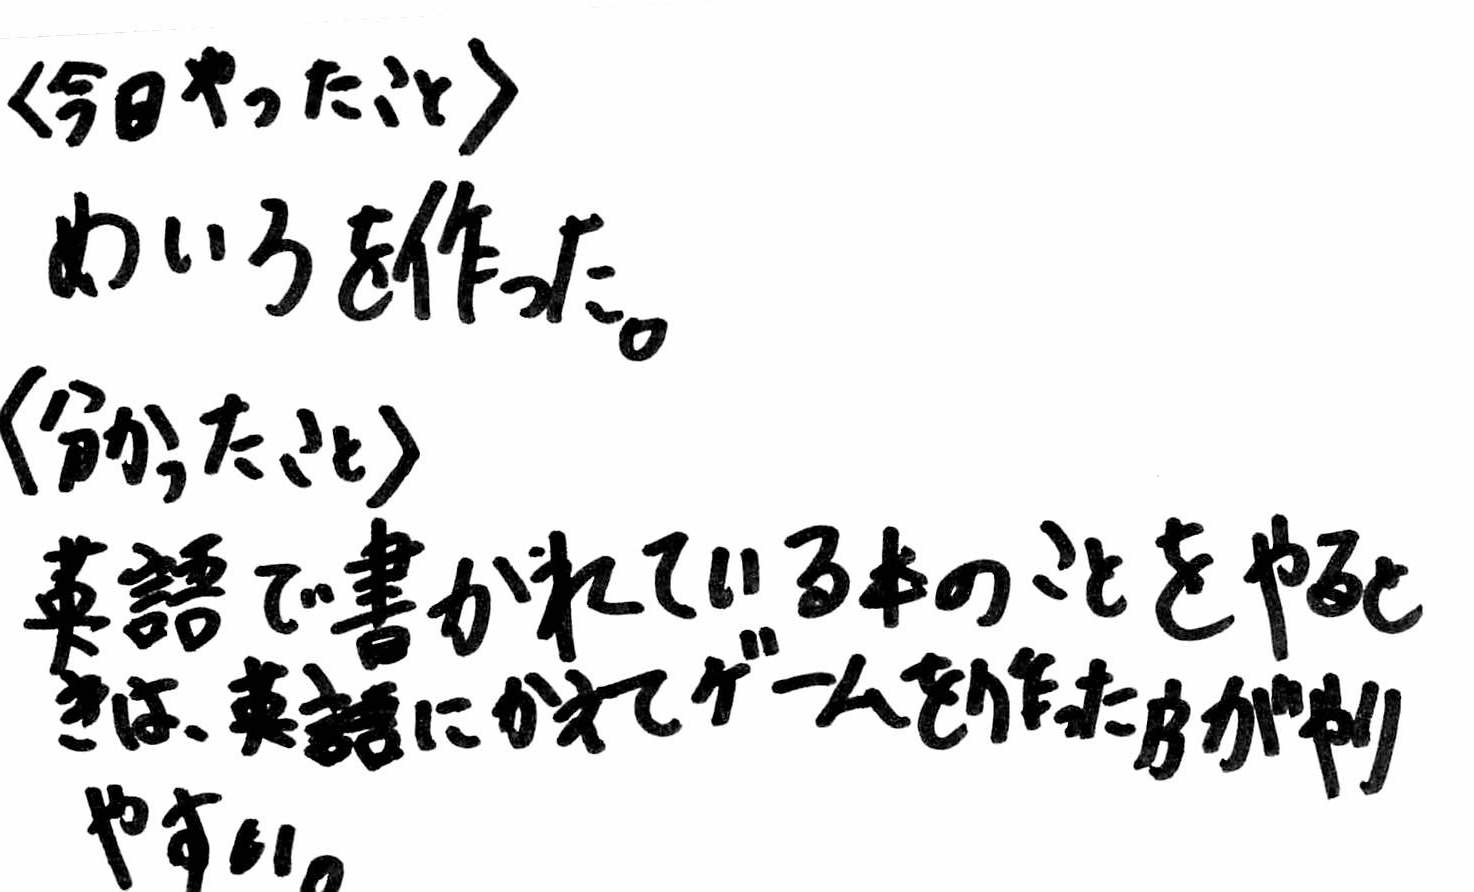 〈今日やったこと〉
めいろを作った。
〈分かったこと〉
英語で書かれている本のことをやると
きは、英語にかえてゲームを作った方がやり
やすい。